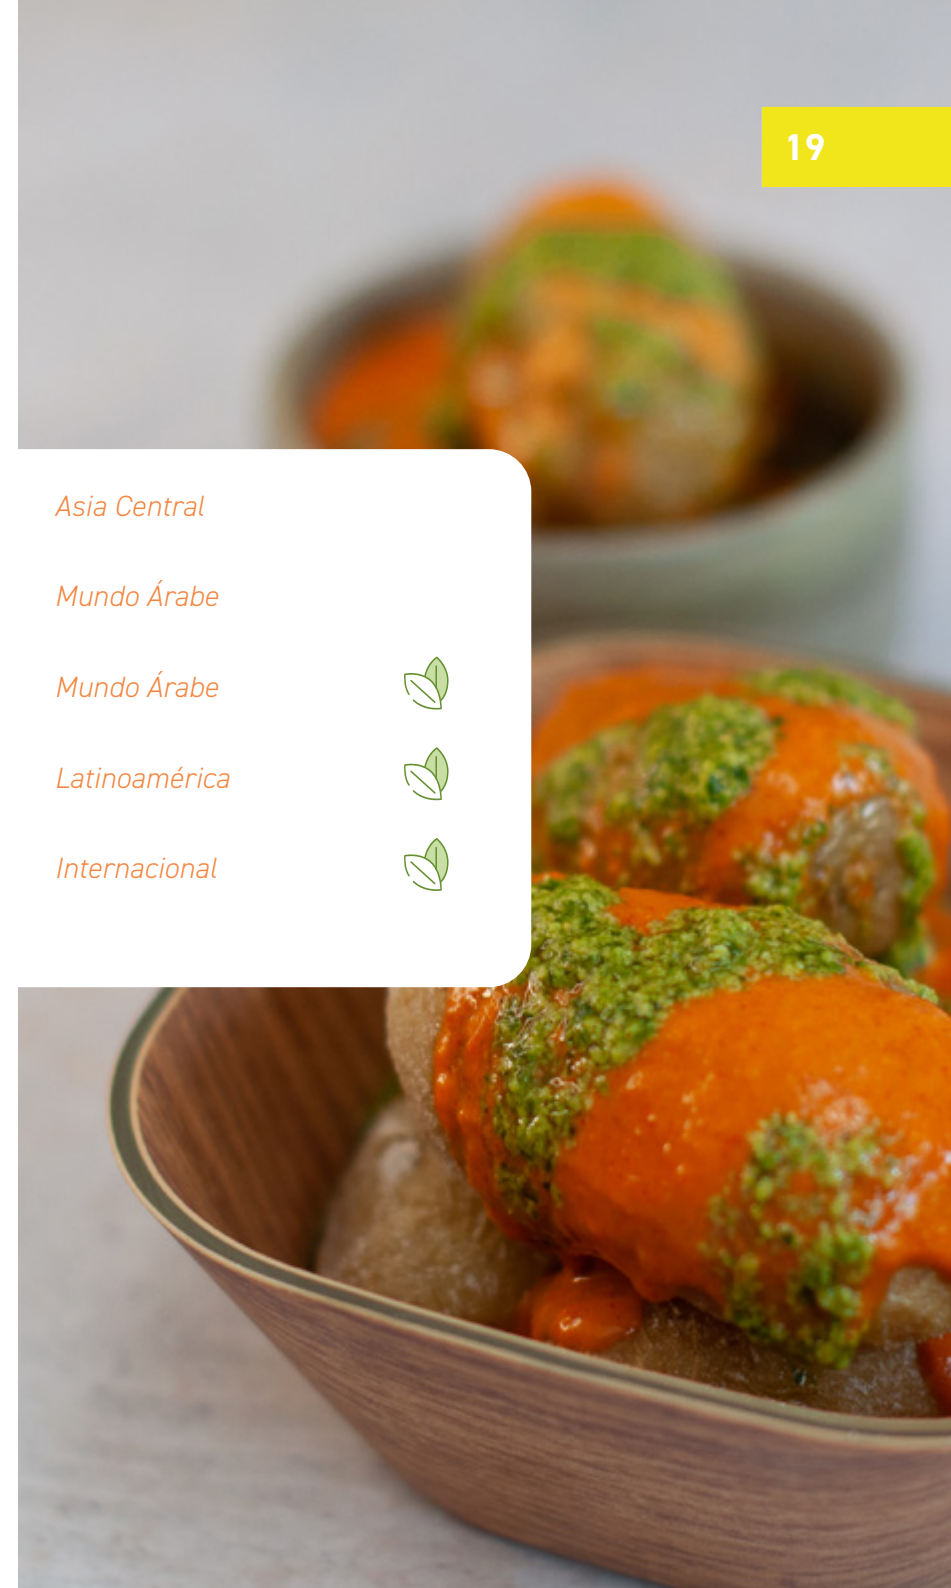 19
Asia Central
Mundo Árabe
Mundo Árabe
Latinoamérica
Internacional